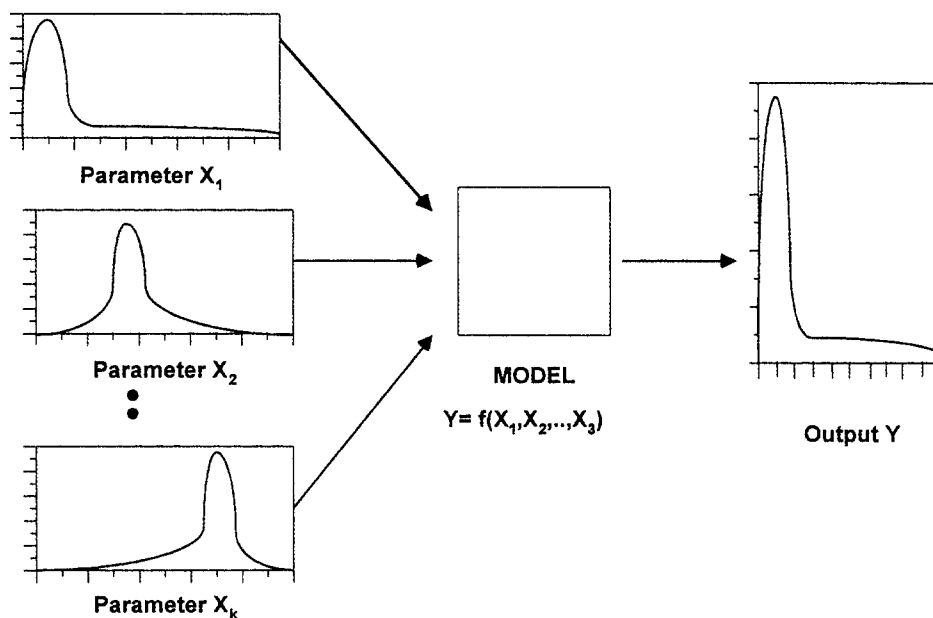 Parameter X₁
Parameter X₂
Parameter Xₖ
MODEL
Y= f(X₁,X₂,..,X₃)
Output Y